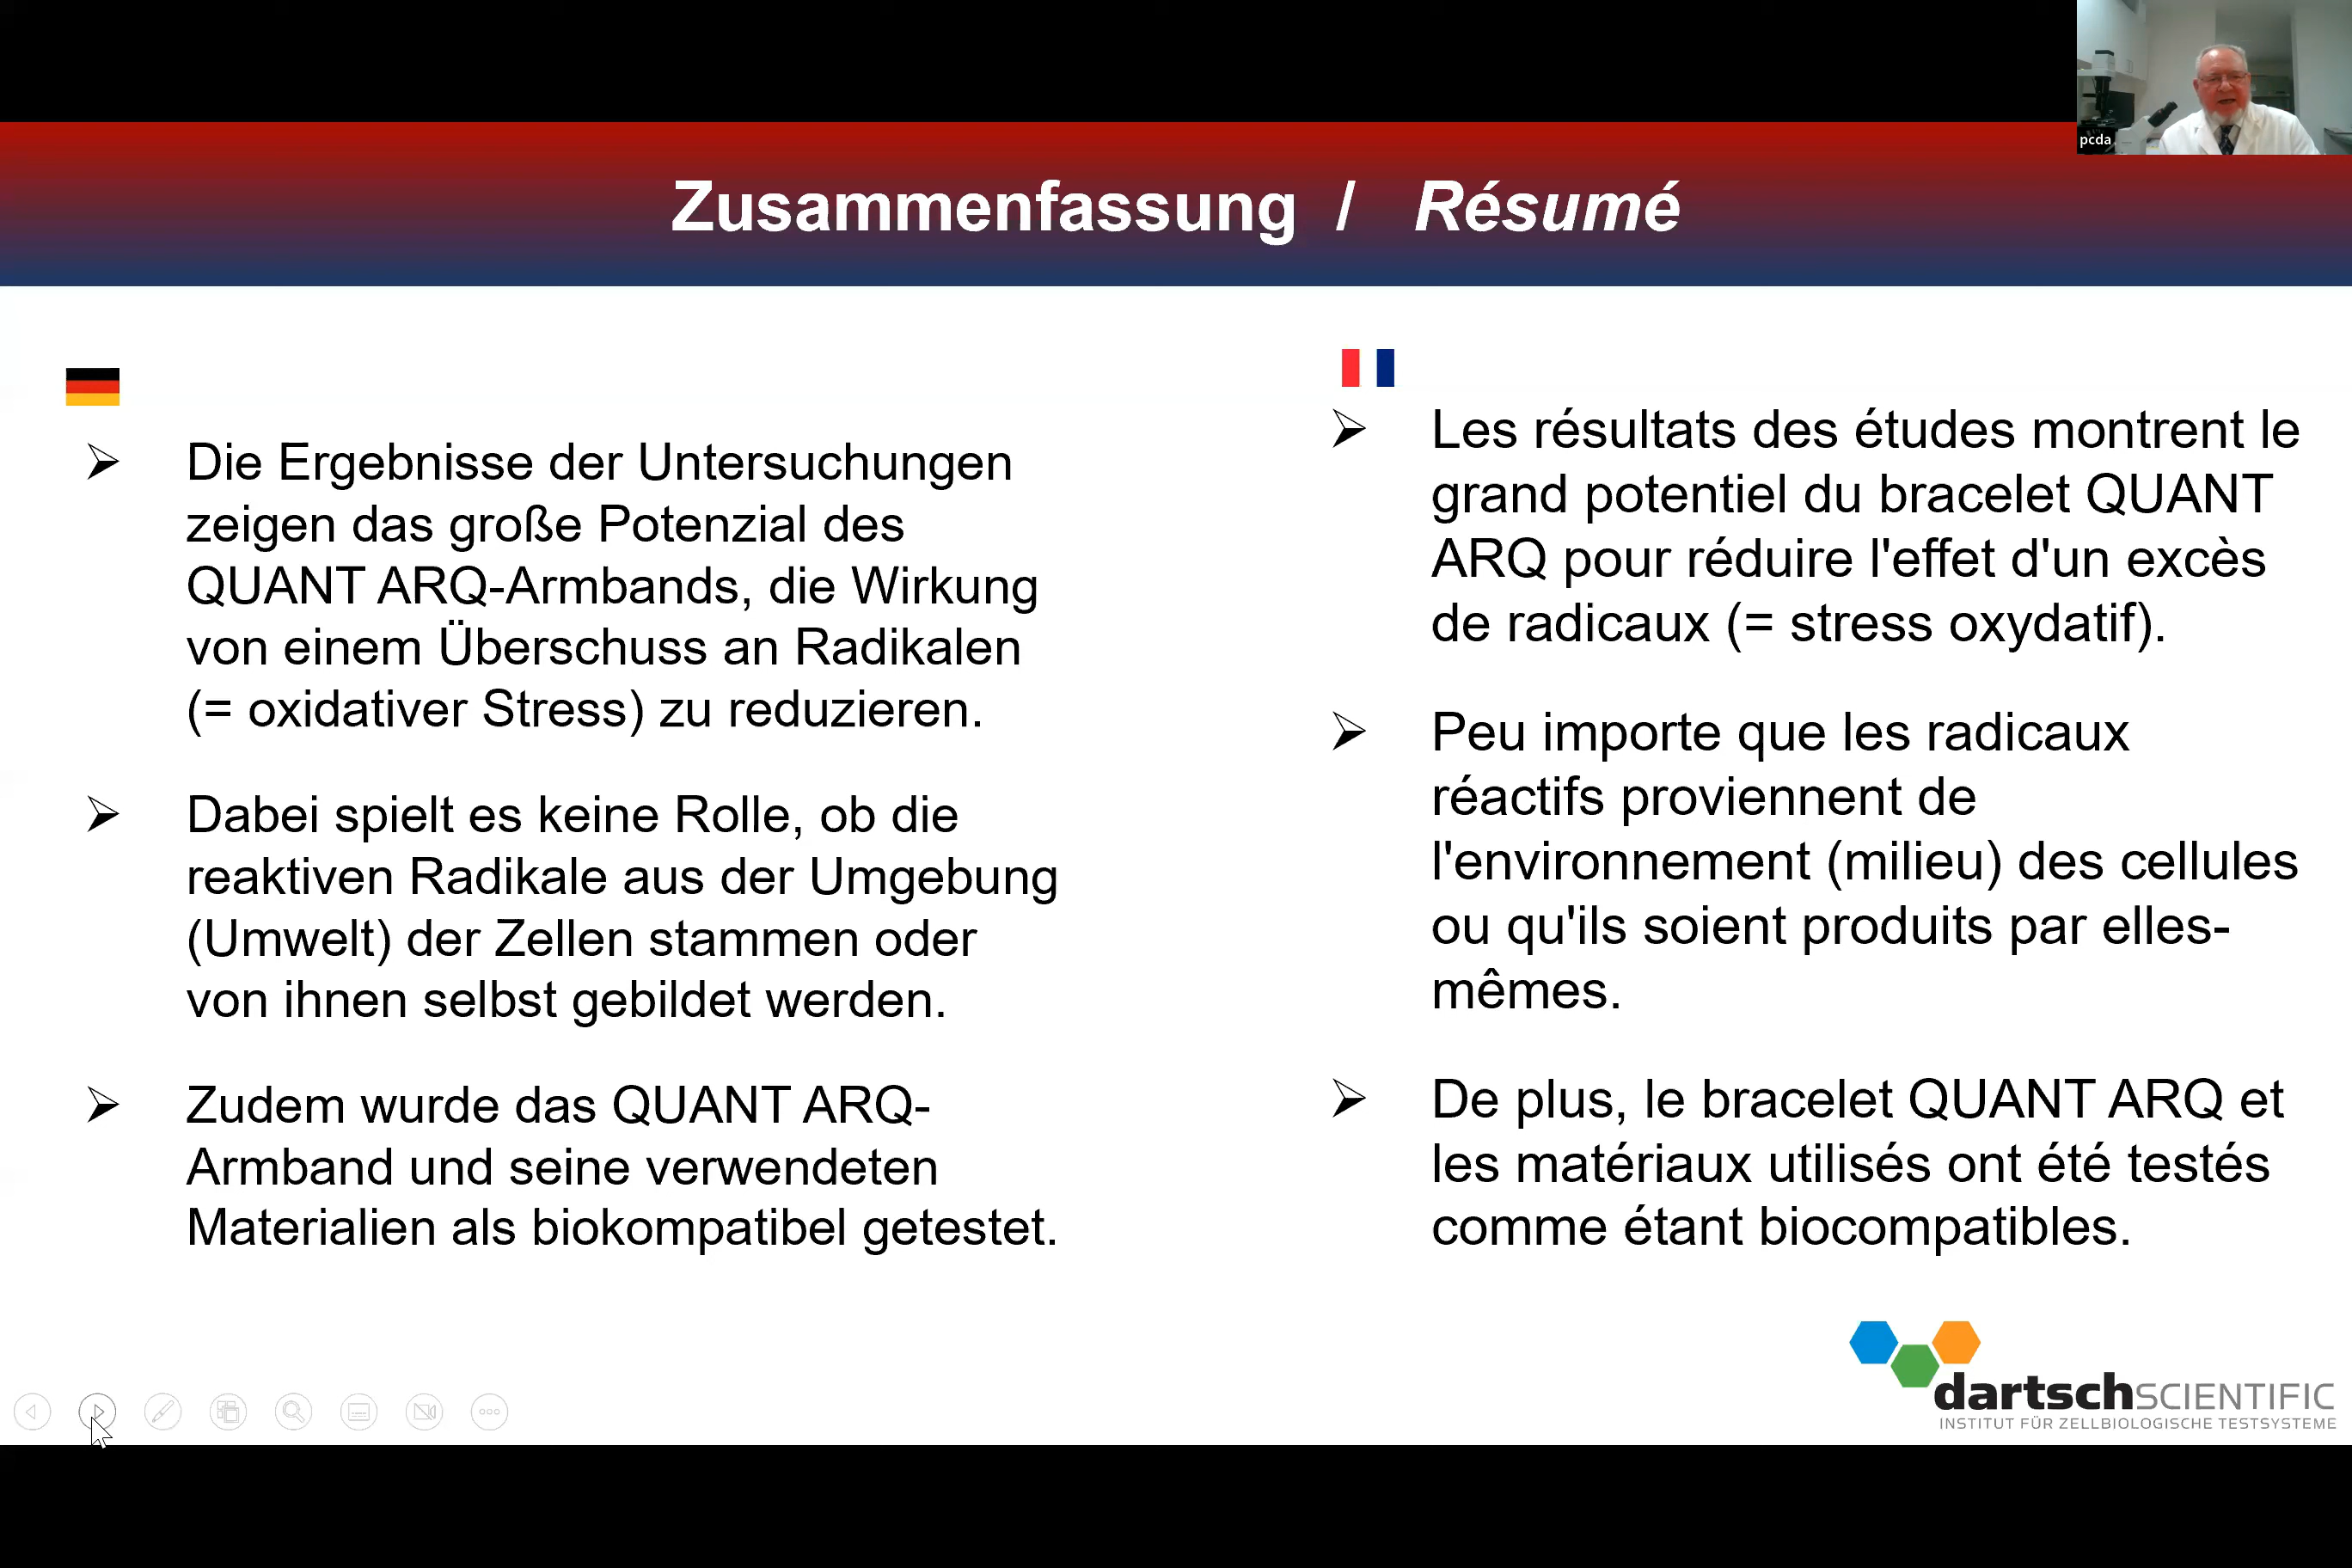 pcda
Zusammenfassung / Résumé
Die Ergebnisse der Untersuchungen
zeigen das große Potenzial des
QUANT ARQ-Armbands, die Wirkung
von einem Überschuss an Radikalen
(= oxidativer Stress) zu reduzieren.
Dabei spielt es keine Rolle, ob die
reaktiven Radikale aus der Umgebung
(Umwelt) der Zellen stammen oder
von ihnen selbst gebildet werden.
Zudem wurde das QUANT ARQ-
Armband und seine verwendeten
Materialien als biokompatibel getestet.
Les résultats des études montrent le
grand potentiel du bracelet QUANT
ARQ pour réduire l'effet d'un excès
de radicaux (= stress oxydatif).
Peu importe que les radicaux
réactifs proviennent de
l'environnement (milieu) des cellules
ou qu'ils soient produits par elles-
mêmes.
De plus, le bracelet QUANT ARQ et
les matériaux utilisés ont été testés
comme étant biocompatibles.
dartschSCIENTIFIC
INSTITUT FÜR ZELLBIOLOGISCHE TESTSYSTEME